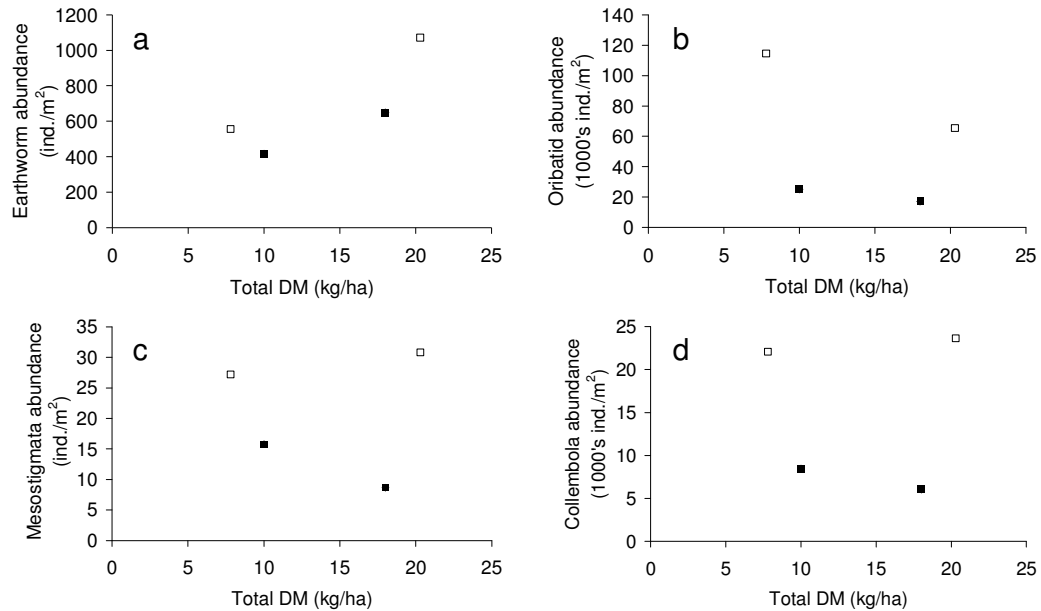 a
Earthworm abundance
(ind./m²)
1200
1000
800
600
400
200
0
0 5 10 15 20 25
Total DM (kg/ha)
b
Oribatid abundance
(1000's ind./m²)
140
120
100
80
60
40
20
0
0 5 10 15 20 25
Total DM (kg/ha)
c
Mesostigmata abundance
(ind./m²)
35
30
25
20
15
10
5
0
0 5 10 15 20 25
Total DM (kg/ha)
d
Collembola abundance
(1000's ind./m²)
25
20
15
10
5
0
0 5 10 15 20 25
Total DM (kg/ha)